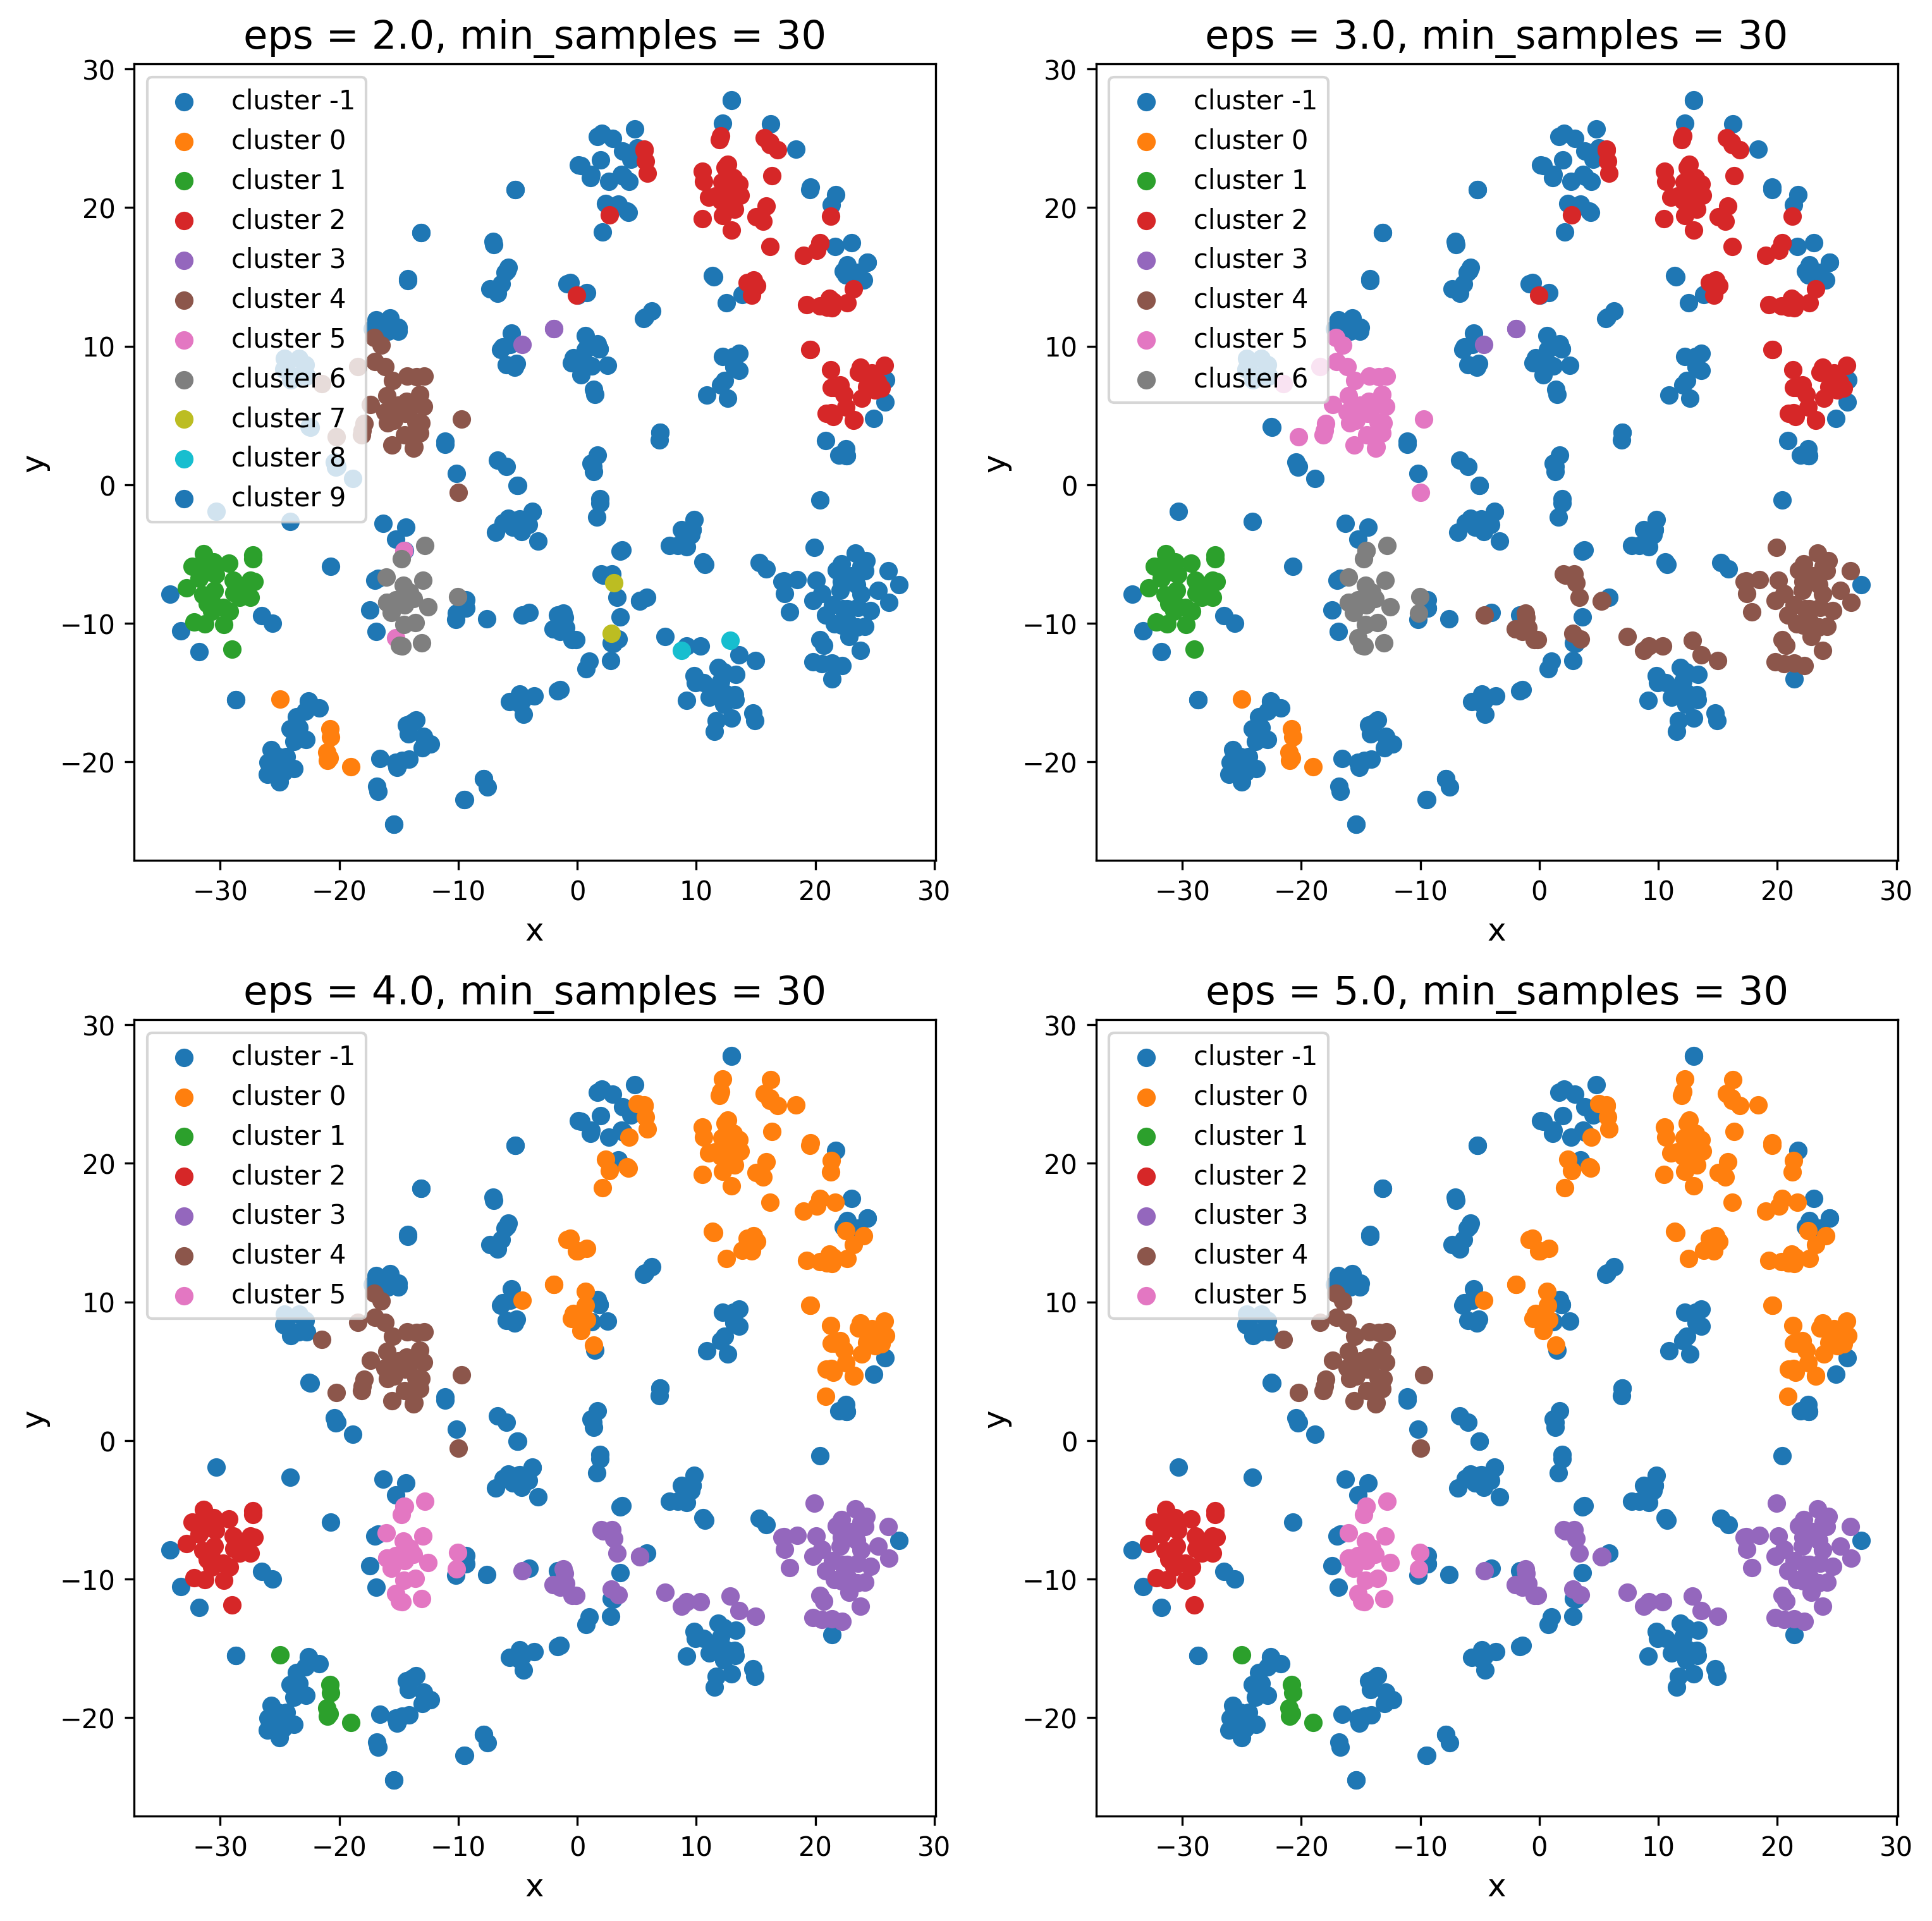 eps = 2.0, min_samples = 30
30
20
10
0
−10
−20
y
cluster -1
cluster 0
cluster 1
cluster 2
cluster 3
cluster 4
cluster 5
cluster 6
cluster 7
cluster 8
cluster 9
−30 −20 −10 0 10 20 30
x
eps = 3.0, min_samples = 30
30
20
10
0
−10
−20
y
cluster -1
cluster 0
cluster 1
cluster 2
cluster 3
cluster 4
cluster 5
cluster 6
−30 −20 −10 0 10 20 30
x
eps = 4.0, min_samples = 30
30
20
10
0
−10
−20
y
cluster -1
cluster 0
cluster 1
cluster 2
cluster 3
cluster 4
cluster 5
−30 −20 −10 0 10 20 30
x
eps = 5.0, min_samples = 30
30
20
10
0
−10
−20
y
cluster -1
cluster 0
cluster 1
cluster 2
cluster 3
cluster 4
cluster 5
−30 −20 −10 0 10 20 30
x